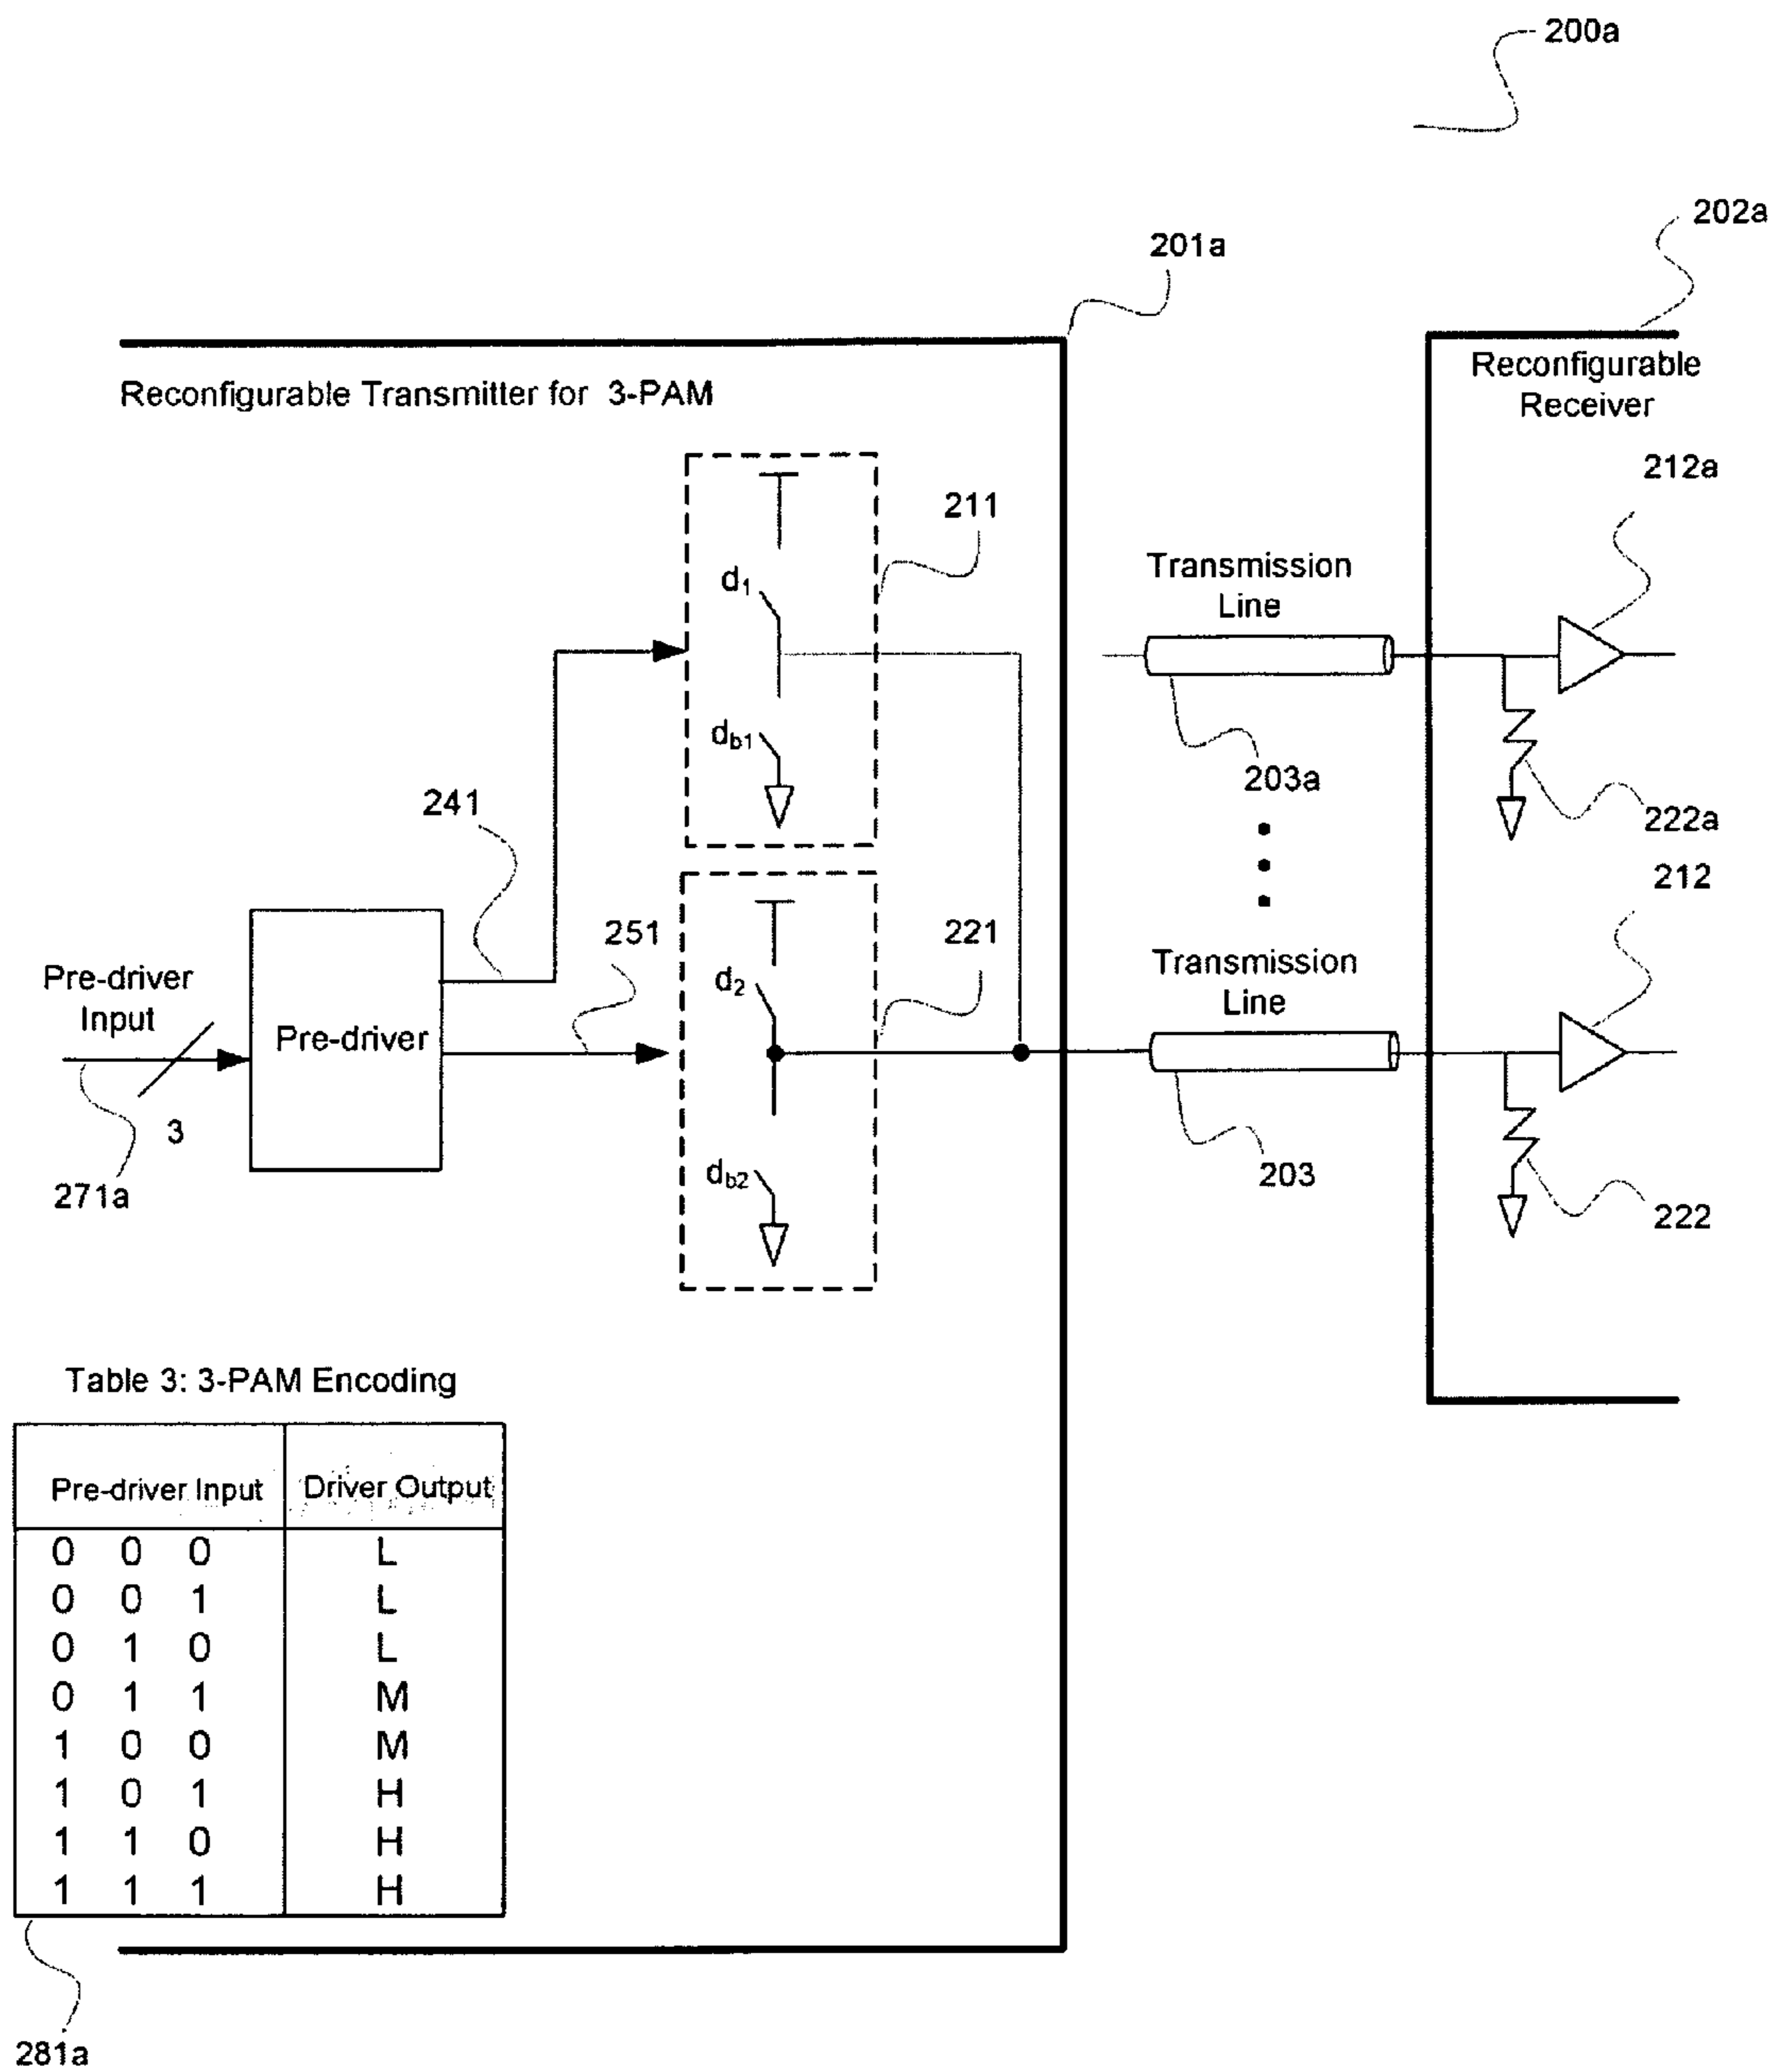 200a
202a
201a
Reconfigurable Transmitter for 3-PAM
Reconfigurable
Receiver
212a
211
Transmission
Line
d1
db1
203a
222a
241
212
251
221
Transmission
Line
Pre-driver
Input
d2
Pre-driver
3
271a
db2
203
222
Table 3: 3-PAM Encoding
Pre-driver Input Driver Output
0 0 0 L
0 0 1 L
0 1 0 L
0 1 1 M
1 0 0 M
1 0 1 H
1 1 0 H
1 1 1 H
281a